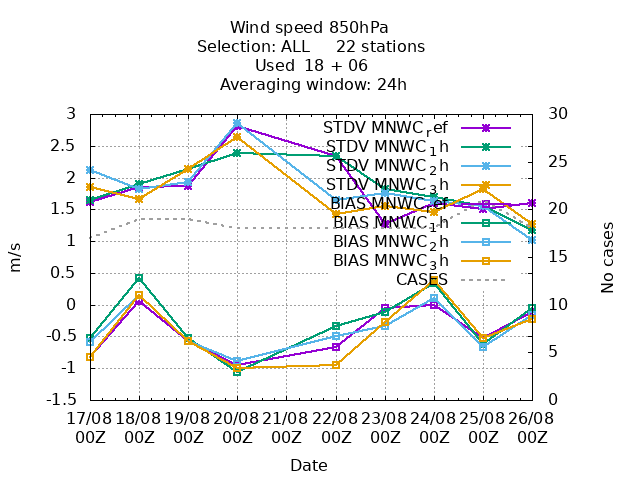 Wind speed 850hPa
Selection: ALL 22 stations
Used 18 + 06
Averaging window: 24h
3
2.5
2
1.5
1
0.5
0
-0.5
-1
-1.5
m/s
30
25
20
15
10
5
0
No cases
STDV MNWC_ref
STDV MNWC_1h
STDV MNWC_2h
STDV MNWC_3h
BIAS MNWC_ref
BIAS MNWC_1h
BIAS MNWC_2h
BIAS MNWC_3h
CASES
17/08 18/08 19/08 20/08 21/08 22/08 23/08 24/08 25/08 26/08
00Z 00Z 00Z 00Z 00Z 00Z 00Z 00Z 00Z 00Z
Date